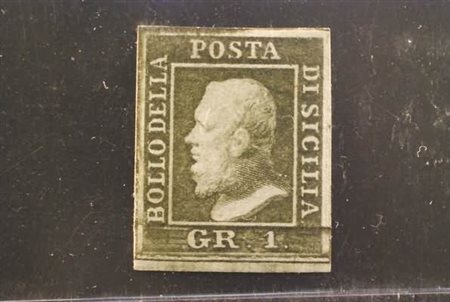 BOLLO DELLA
POSTA
DI SICILIA
GR. 1.